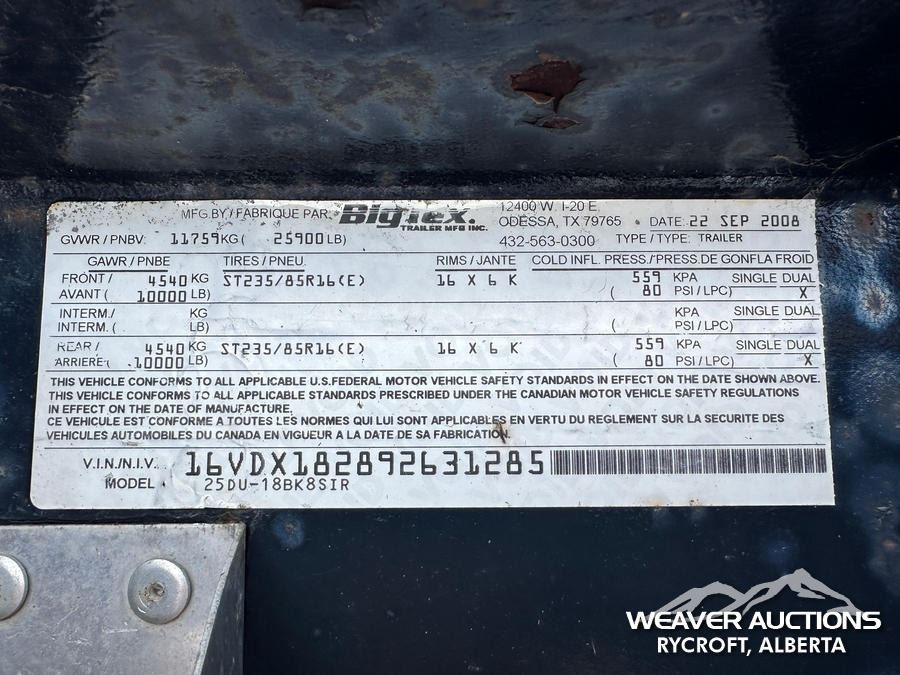 MFG.BY/FABRIQUE PAR BigTex. TRAILER MFG INC. 12400 W. I-20 E. ODESSA, TX 79765 DATE: 22 SEP 2008
GVWR / PNBV: 11759KG ( 25900LB) 432-563-0300 TYPE / TYPE: TRAILER
GAWR / PNBE TIRES / PNEU. RIMS / JANTE COLD INFL. PRESS./PRESS.DE GONFLA FROID
FRONT/ 4540 KG ST235/85R16(E) 16 X 6 K 559 KPA SINGLE DUAL
AVANT ( 10000 LB) ( 80 PSI / LPC) X
INTERM./ KG KPA SINGLE DUAL
INTERM. ( LB) ( PSI / LPC)
REAR / 4540 KG ST235/85R16(E) 16 X 6 K 559 KPA SINGLE DUAL
ARRIERE ( 10000 LB) ( 80 PSI / LPC) X
THIS VEHICLE CONFORMS TO ALL APPLICABLE U.S.FEDERAL MOTOR VEHICLE SAFETY STANDARDS IN EFFECT ON THE DATE SHOWN ABOVE.
THIS VEHICLE CONFORMS TO ALL APPLICABLE STANDARDS PRESCRIBED UNDER THE CANADIAN MOTOR VEHICLE SAFETY REGULATIONS
IN EFFECT ON THE DATE OF MANUFACTURE.
CE VEHICULE EST CONFORME A TOUTES LES NORMES QUI LUI SONT APPLICABLES EN VERTU DU REGLEMENT SUR LA SECURITE DES
VEHICULES AUTOMOBILES DU CANADA EN VIGUEUR A LA DATE DE SA FABRICATION.
V.I.N./N.I.V. 16VDX182892631285
MODEL 25DU-18BK8SIR
WEAVER AUCTIONS
RYCROFT, ALBERTA